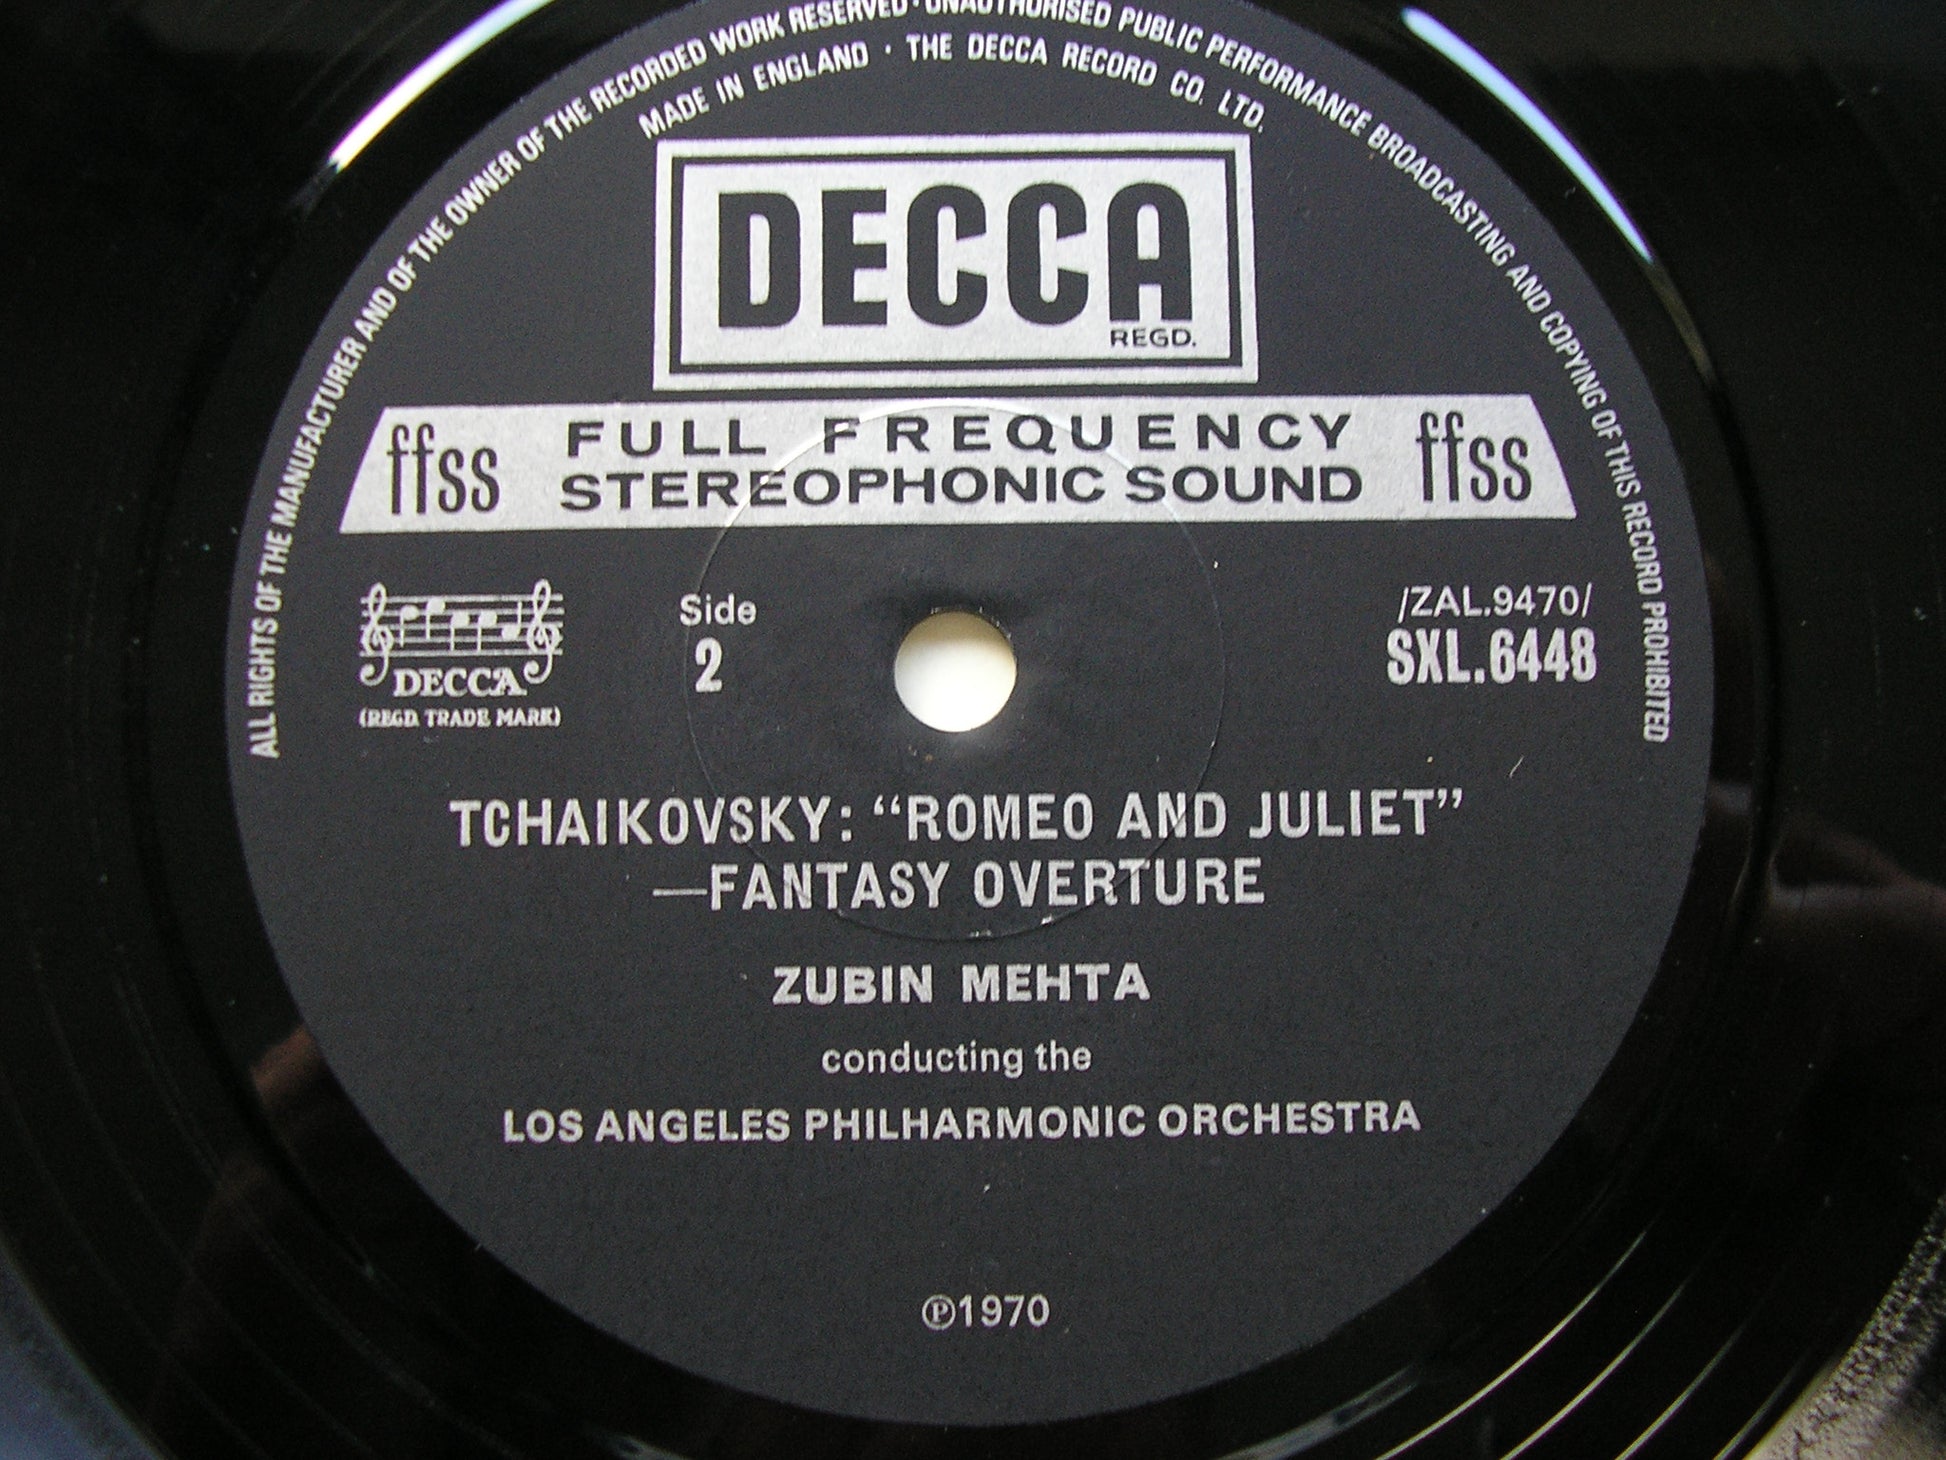 ALL RIGHTS OF THE MANUFACTURER AND OF THE OWNER OF THE RECORDED WORK RESERVED · UNAUTHORISED PUBLIC PERFORMANCE BROADCASTING AND COPYING OF THIS RECORD PROHIBITED
MADE IN ENGLAND · THE DECCA RECORD CO. LTD.
DECCA
REGD.
ffss FULL FREQUENCY STEREOPHONIC SOUND ffss
DECCA
(REGD. TRADE MARK)
Side
2
/ZAL.9470/
SXL.6448
TCHAIKOVSKY: “ROMEO AND JULIET”
—FANTASY OVERTURE
ZUBIN MEHTA
conducting the
LOS ANGELES PHILHARMONIC ORCHESTRA
℗1970